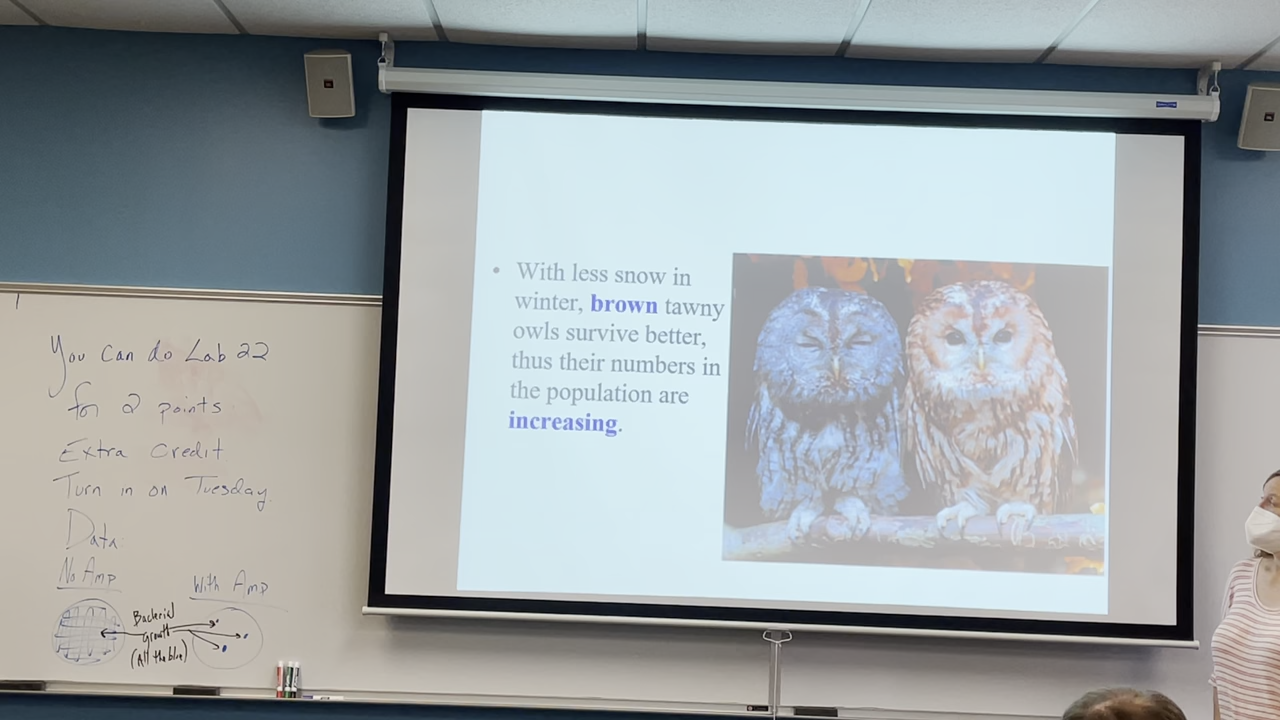 You can do Lab 22
for 2 points
Extra Credit
Turn in on Tuesday.
Data:
No Amp
With Amp
Bacterial
growth
(All the blue)
• With less snow in
winter, brown tawny
owls survive better,
thus their numbers in
the population are
increasing.